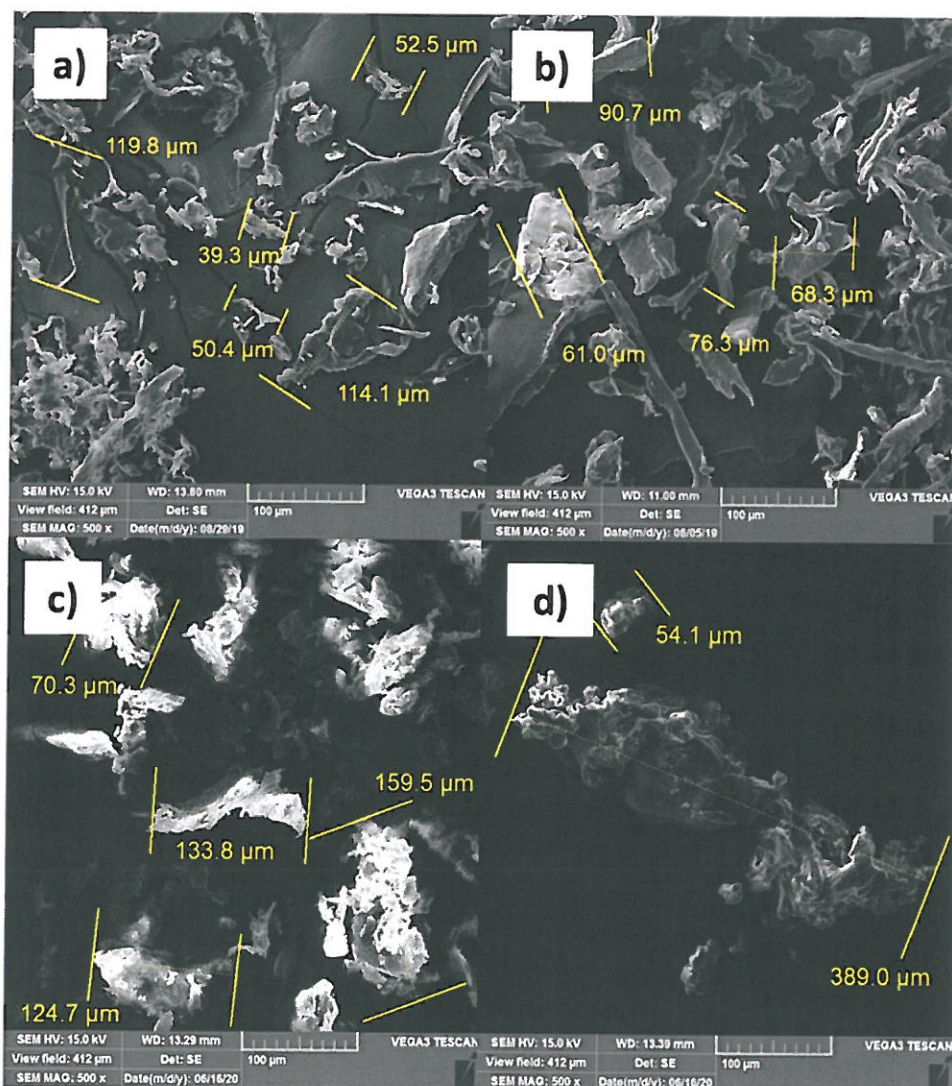 a)
52.5 µm
119.8 µm
39.3 µm
50.4 µm
114.1 µm
SEM HV: 15.0 kV WD: 13.80 mm VEGA3 TESCAN
View field: 412 µm Det: SE 100 µm
SEM MAG: 500 x Date(m/d/y): 08/29/19
b)
90.7 µm
68.3 µm
61.0 µm
76.3 µm
SEM HV: 15.0 kV WD: 11.00 mm VEGA3 TESCAN
View field: 412 µm Det: SE 100 µm
SEM MAG: 500 x Date(m/d/y): 08/05/19
c)
70.3 µm
159.5 µm
133.8 µm
124.7 µm
SEM HV: 15.0 kV WD: 13.29 mm VEGA3 TESCAN
View field: 412 µm Det: SE 100 µm
SEM MAG: 500 x Date(m/d/y): 06/16/20
d)
54.1 µm
389.0 µm
SEM HV: 15.0 kV WD: 13.39 mm VEGA3 TESCAN
View field: 412 µm Det: SE 100 µm
SEM MAG: 500 x Date(m/d/y): 06/16/20